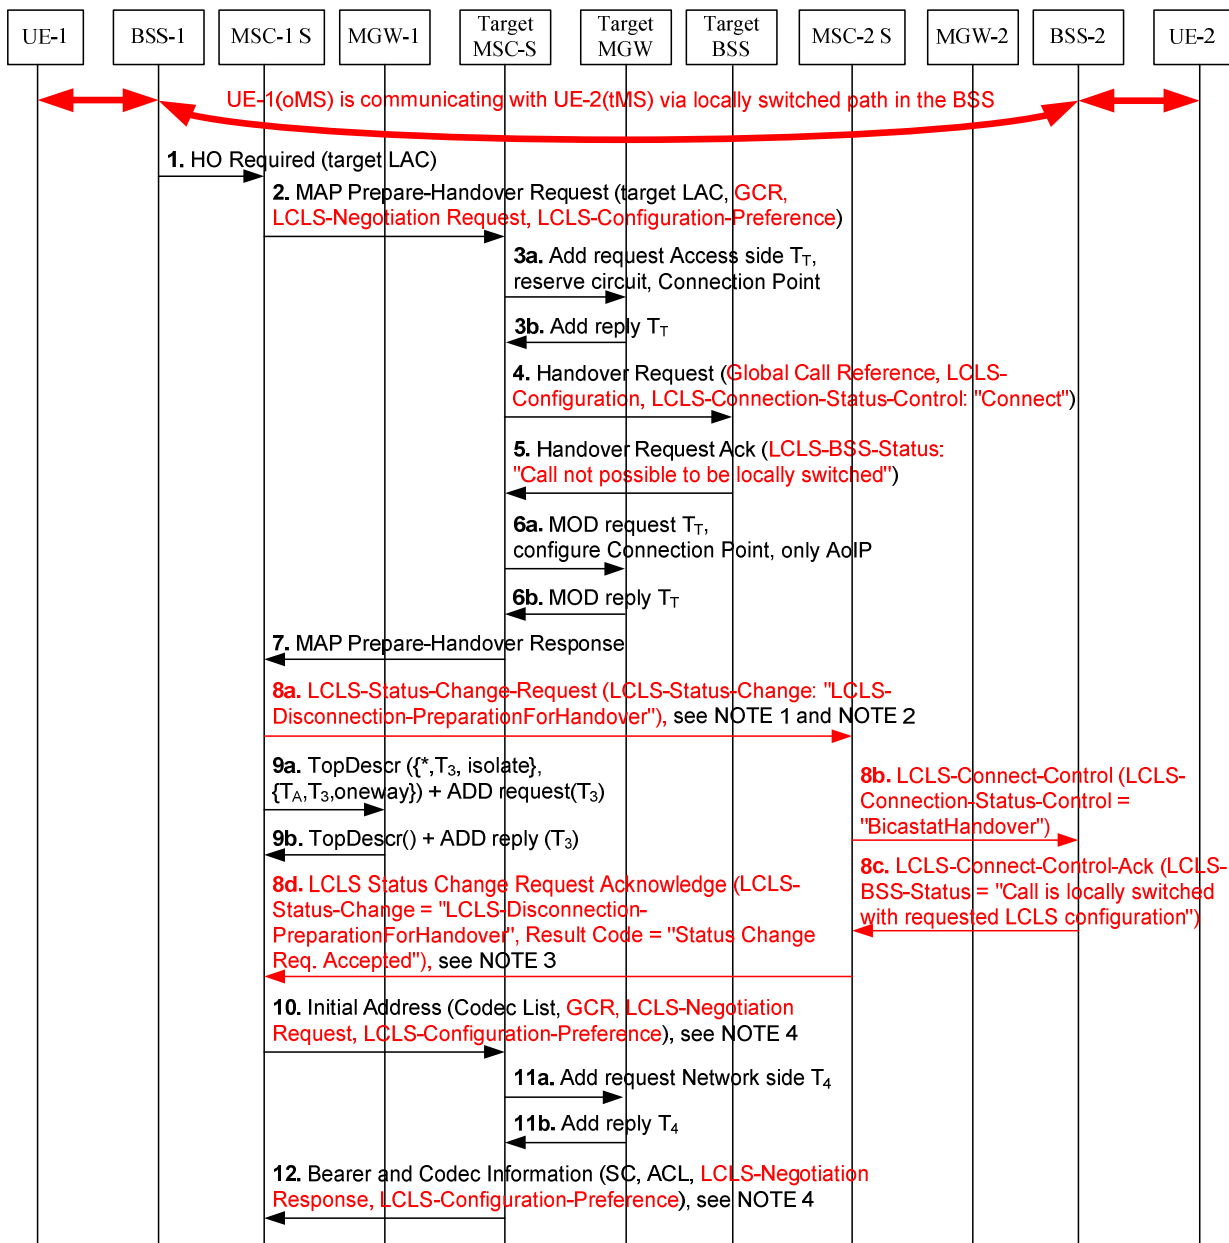 UE-1
BSS-1
MSC-1 S
MGW-1
Target
MSC-S
Target
MGW
Target
BSS
MSC-2 S
MGW-2
BSS-2
UE-2
UE-1(oMS) is communicating with UE-2(tMS) via locally switched path in the BSS
1. HO Required (target LAC)
2. MAP Prepare-Handover Request (target LAC, GCR,
LCLS-Negotiation Request, LCLS-Configuration-Preference)
3a. Add request Access side TT,
reserve circuit, Connection Point
3b. Add reply TT
4. Handover Request (Global Call Reference, LCLS-
Configuration, LCLS-Connection-Status-Control: "Connect")
5. Handover Request Ack (LCLS-BSS-Status:
"Call not possible to be locally switched")
6a. MOD request TT,
configure Connection Point, only AoIP
6b. MOD reply TT
7. MAP Prepare-Handover Response
8a. LCLS-Status-Change-Request (LCLS-Status-Change: "LCLS-
Disconnection-PreparationForHandover"), see NOTE 1 and NOTE 2
9a. TopDescr ({*,T3, isolate},
{TA,T3,oneway}) + ADD request(T3)
8b. LCLS-Connect-Control (LCLS-
Connection-Status-Control =
"BicastatHandover")
9b. TopDescr() + ADD reply (T3)
8c. LCLS-Connect-Control-Ack (LCLS-
BSS-Status = "Call is locally switched
with requested LCLS configuration")
8d. LCLS Status Change Request Acknowledge (LCLS-
Status-Change = "LCLS-Disconnection-
PreparationForHandover", Result Code = "Status Change
Req. Accepted"), see NOTE 3
10. Initial Address (Codec List, GCR, LCLS-Negotiation
Request, LCLS-Configuration-Preference), see NOTE 4
11a. Add request Network side T4
11b. Add reply T4
12. Bearer and Codec Information (SC, ACL, LCLS-Negotiation
Response, LCLS-Configuration-Preference), see NOTE 4